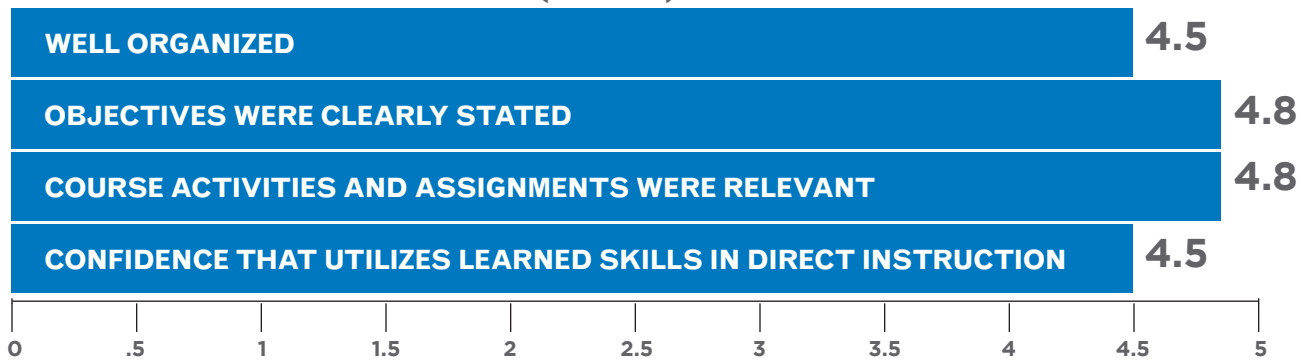 WELL ORGANIZED 4.5
OBJECTIVES WERE CLEARLY STATED 4.8
COURSE ACTIVITIES AND ASSIGNMENTS WERE RELEVANT 4.8
CONFIDENCE THAT UTILIZES LEARNED SKILLS IN DIRECT INSTRUCTION 4.5
0 .5 1 1.5 2 2.5 3 3.5 4 4.5 5